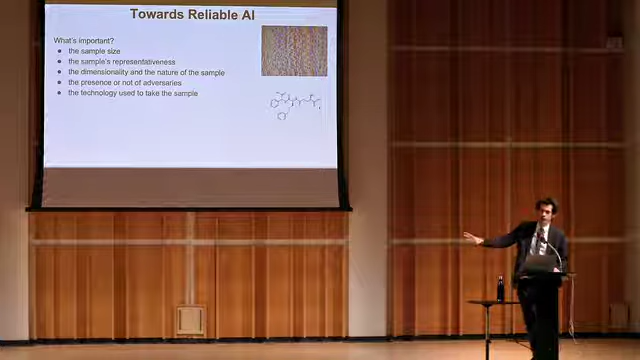 Towards Reliable AI
What's important?
● the sample size
● the sample's representativeness
● the dimensionality and the nature of the sample
● the presence or not of adversaries
● the technology used to take the sample